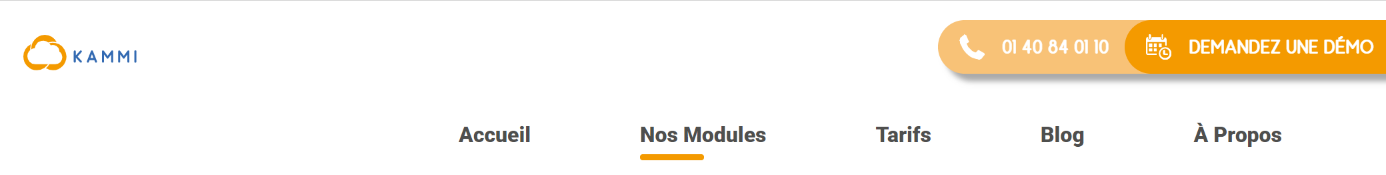 KAMMI
01 40 84 01 10
DEMANDEZ UNE DÉMO
Accueil
Nos Modules
Tarifs
Blog
À Propos